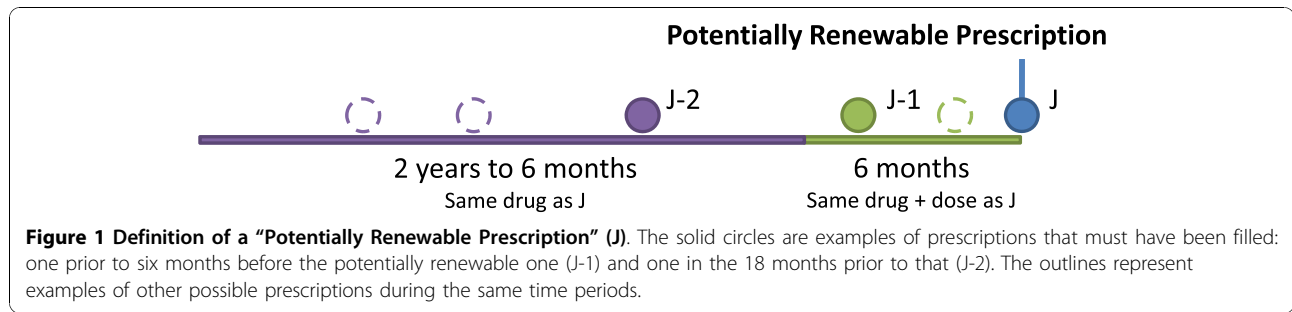 Potentially Renewable Prescription
J-2
J-1
J
2 years to 6 months
6 months
Same drug as J
Same drug + dose as J
Figure 1 Definition of a “Potentially Renewable Prescription” (J). The solid circles are examples of prescriptions that must have been filled:
one prior to six months before the potentially renewable one (J-1) and one in the 18 months prior to that (J-2). The outlines represent
examples of other possible prescriptions during the same time periods.